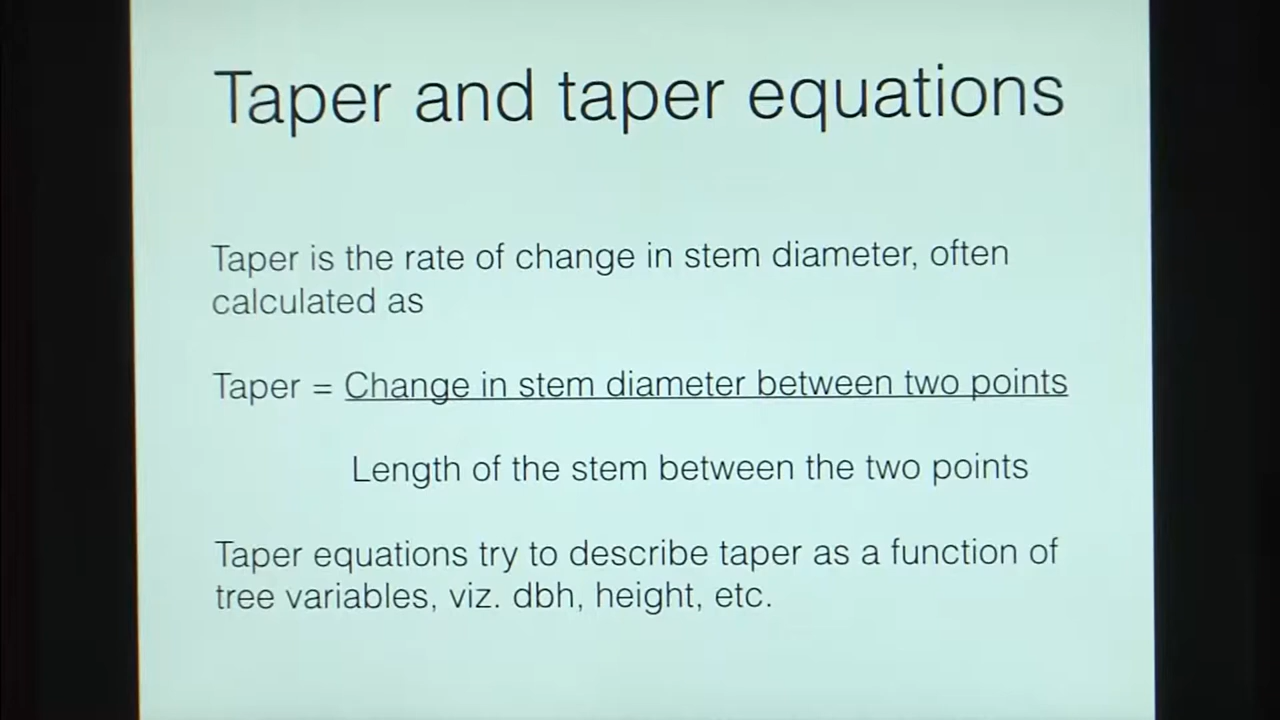 Taper and taper equations
Taper is the rate of change in stem diameter, often
calculated as
Taper = Change in stem diameter between two points
Length of the stem between the two points
Taper equations try to describe taper as a function of
tree variables, viz. dbh, height, etc.